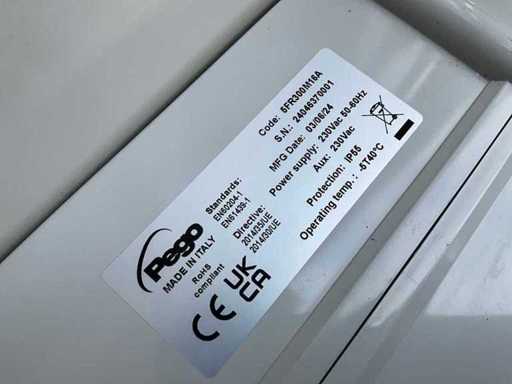 Code: 5FR300M16A
S.N.: 24046370001
MFG Date: 03/06/24
Power supply: 230Vac 50-60Hz
Aux: 230Vac
Protection: IP55
Operating temp.: -5T40°C
Standards:
EN60204-1
EN61439-1
Directive:
2014/35/UE
2014/30/UE
Pego
MADE IN ITALY
RoHS
compliant
CE
UK
CA